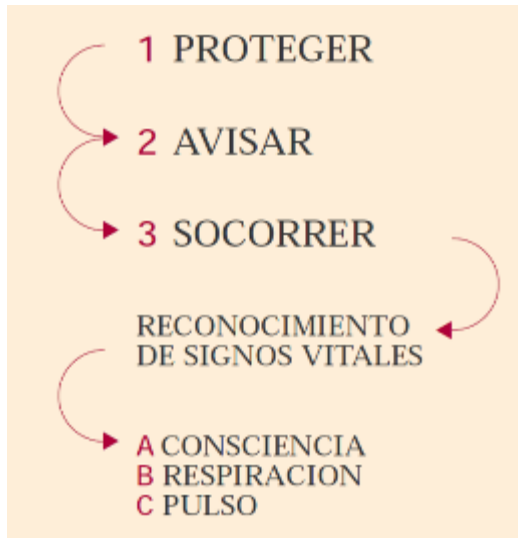 1 PROTEGER
2 AVISAR
3 SOCORRER
RECONOCIMIENTO
DE SIGNOS VITALES
A CONSCIENCIA
B RESPIRACION
C PULSO